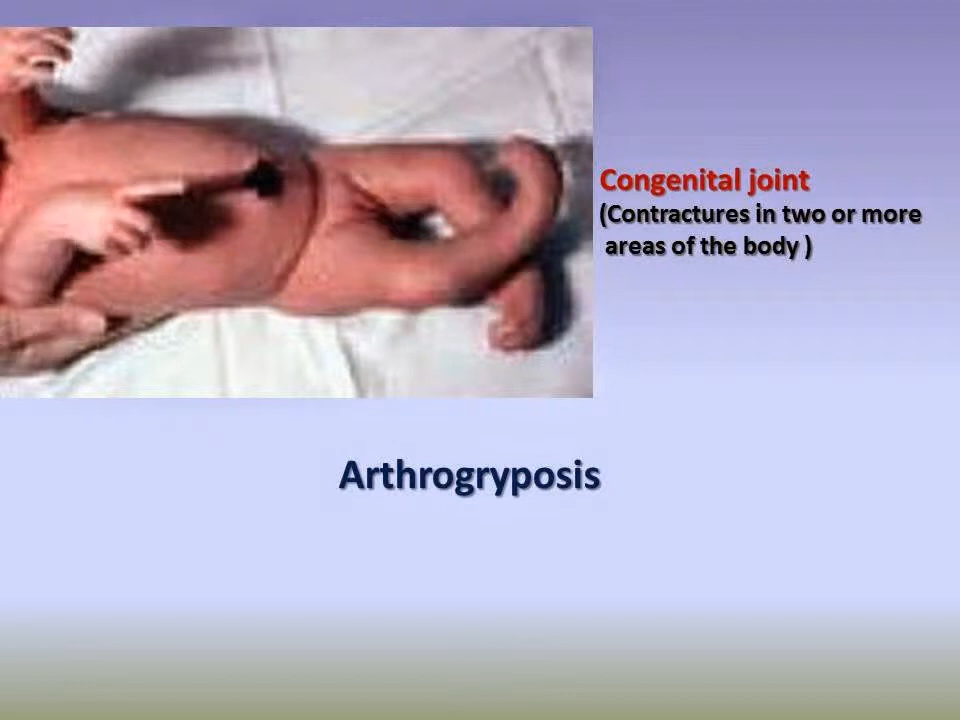 Congenital joint
(Contractures in two or more
areas of the body )
Arthrogryposis